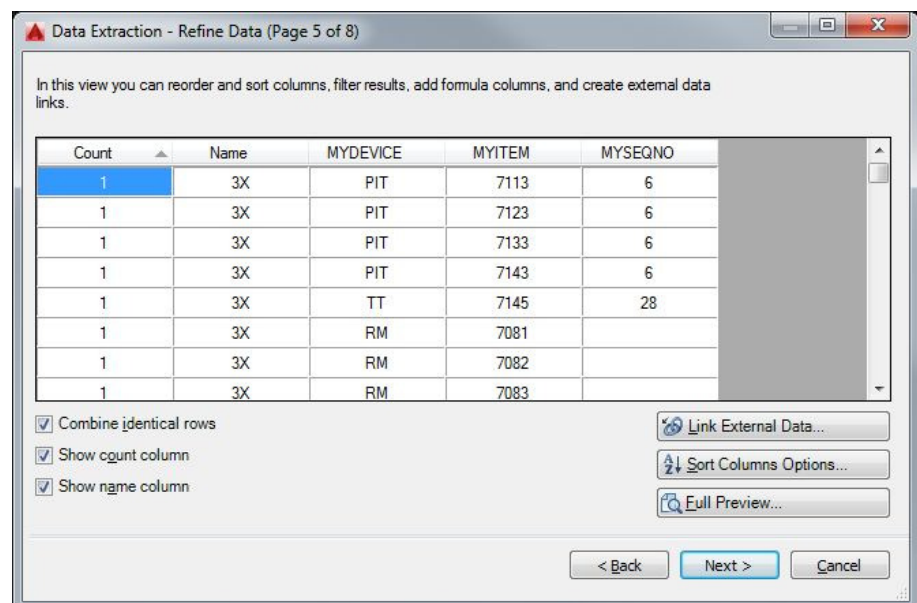 Data Extraction - Refine Data (Page 5 of 8)
In this view you can reorder and sort columns, filter results, add formula columns, and create external data
links.
Count Name MYDEVICE MYITEM MYSEQNO
1 3X PIT 7113 6
1 3X PIT 7123 6
1 3X PIT 7133 6
1 3X PIT 7143 6
1 3X TT 7145 28
1 3X RM 7081
1 3X RM 7082
1 3X RM 7083
Combine identical rows
Show count column
Show name column
Link External Data...
Sort Columns Options...
Full Preview...
< Back Next > Cancel